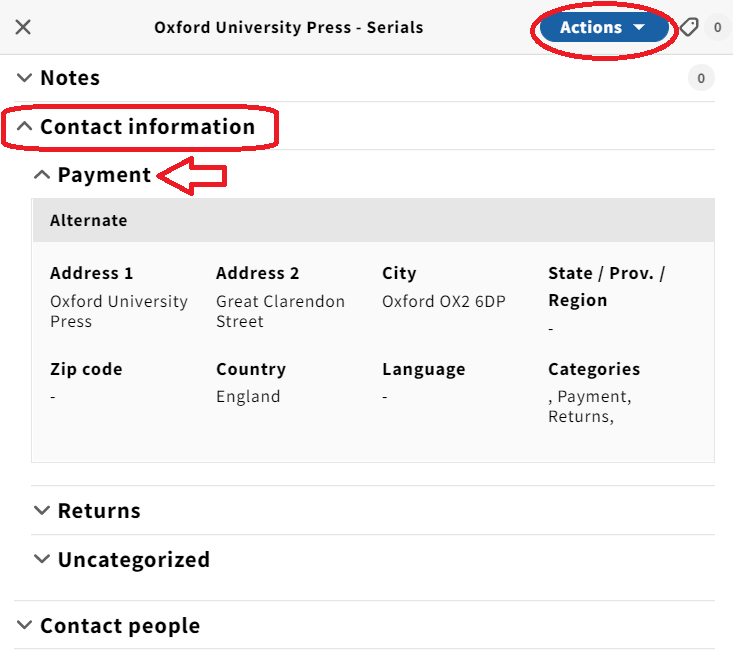 Oxford University Press - Serials
Actions
0
Notes
0
Contact information
Payment
Alternate
Address 1
Address 2
City
State / Prov. /
Region
Oxford University
Press
Great Clarendon
Street
Oxford OX2 6DP
-
Zip code
Country
Language
Categories
-
England
-
, Payment,
Returns,
Returns
Uncategorized
Contact people